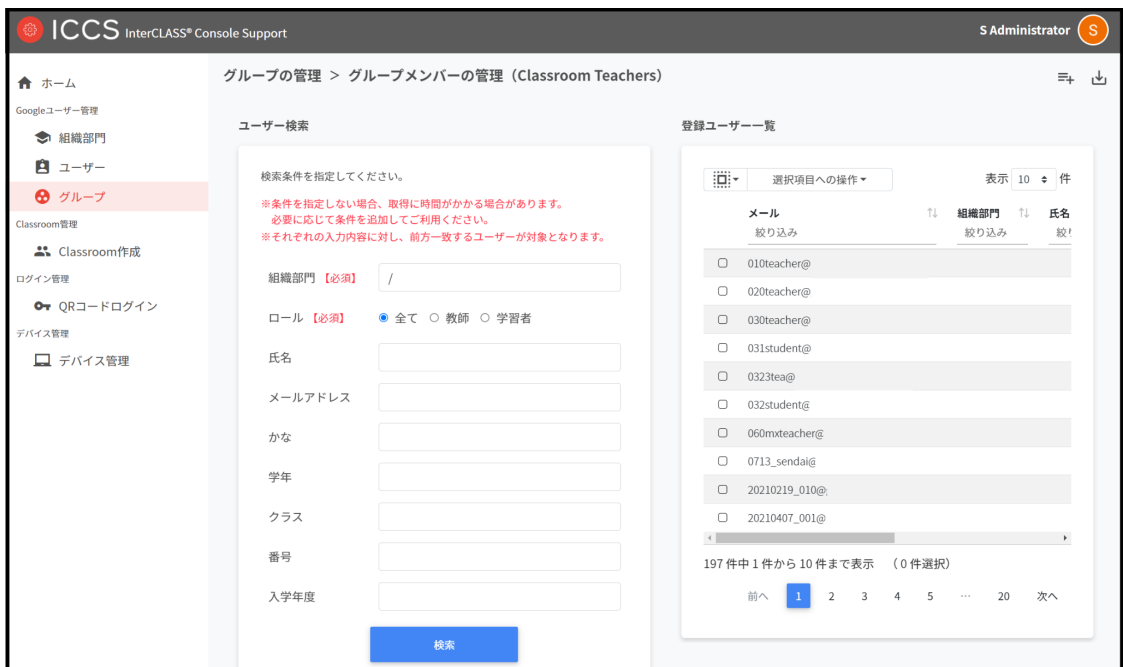 ICCS InterCLASS® Console Support
S Administrator
S
ホーム
Googleユーザー管理
組織部門
ユーザー
グループ
Classroom管理
Classroom作成
ログイン管理
QRコードログイン
デバイス管理
デバイス管理
グループの管理 ＞ グループメンバーの管理（Classroom Teachers）
ユーザー検索
検索条件を指定してください。
※条件を指定しない場合、取得に時間がかかる場合があります。
必要に応じて条件を追加してご利用ください。
※それぞれの入力内容に対し、前方一致するユーザーが対象となります。
組織部門 【必須】 /
ロール 【必須】 全て 教師 学習者
氏名
メールアドレス
かな
学年
クラス
番号
入学年度
検索
登録ユーザー一覧
選択項目への操作 表示 10 件
メール 組織部門 氏名
絞り込み 絞り込み 絞り
010teacher@
020teacher@
030teacher@
031student@
0323tea@
032student@
060mxteacher@
0713_sendai@
20210219_010@
20210407_001@
197 件中 1 件から 10 件まで表示 （0 件選択）
前へ 1 2 3 4 5 … 20 次へ